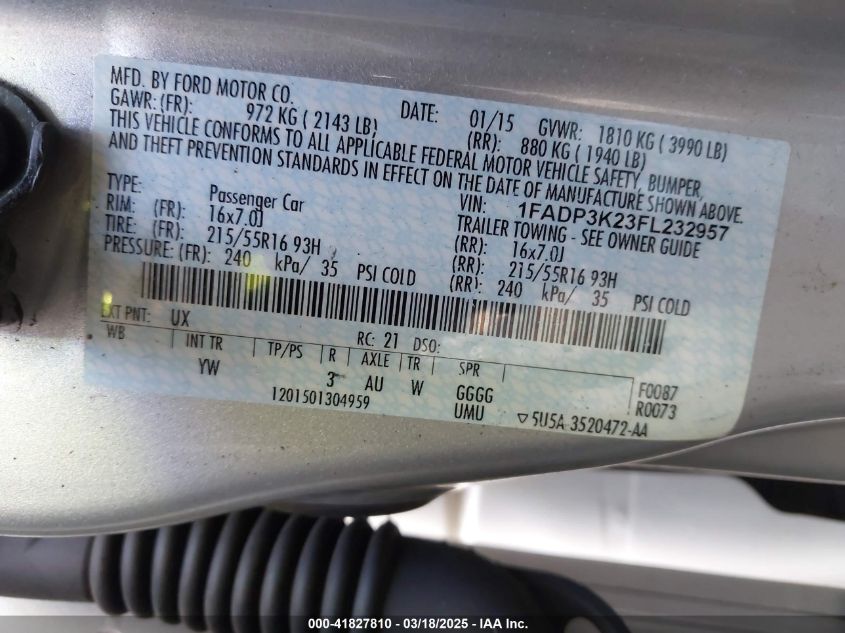 MFD. BY FORD MOTOR CO.
DATE: 01/15 GVWR: 1810 KG ( 3990 LB)
GAWR: (FR): 972 KG ( 2143 LB) (RR): 880 KG ( 1940 LB)
THIS VEHICLE CONFORMS TO ALL APPLICABLE FEDERAL MOTOR VEHICLE SAFETY, BUMPER,
AND THEFT PREVENTION STANDARDS IN EFFECT ON THE DATE OF MANUFACTURE SHOWN ABOVE.
VIN: 1FADP3K23FL232957
TYPE: Passenger Car TRAILER TOWING - SEE OWNER GUIDE
RIM: (FR): 16x7.0J (RR): 16x7.0J
TIRE: (FR): 215/55R16 93H (RR): 215/55R16 93H
PRESSURE: (FR): 240 kPa/ 35 PSI COLD (RR): 240 kPa/ 35 PSI COLD
EXT PNT: UX RC: 21 DSO:
WB INT TR TP/PS R AXLE TR SPR
YW 3 AU W GGGG F0087
1201501304959 UMU R0073
▽5U5A 3520472-AA
000-41827810 - 03/18/2025 - IAA Inc.